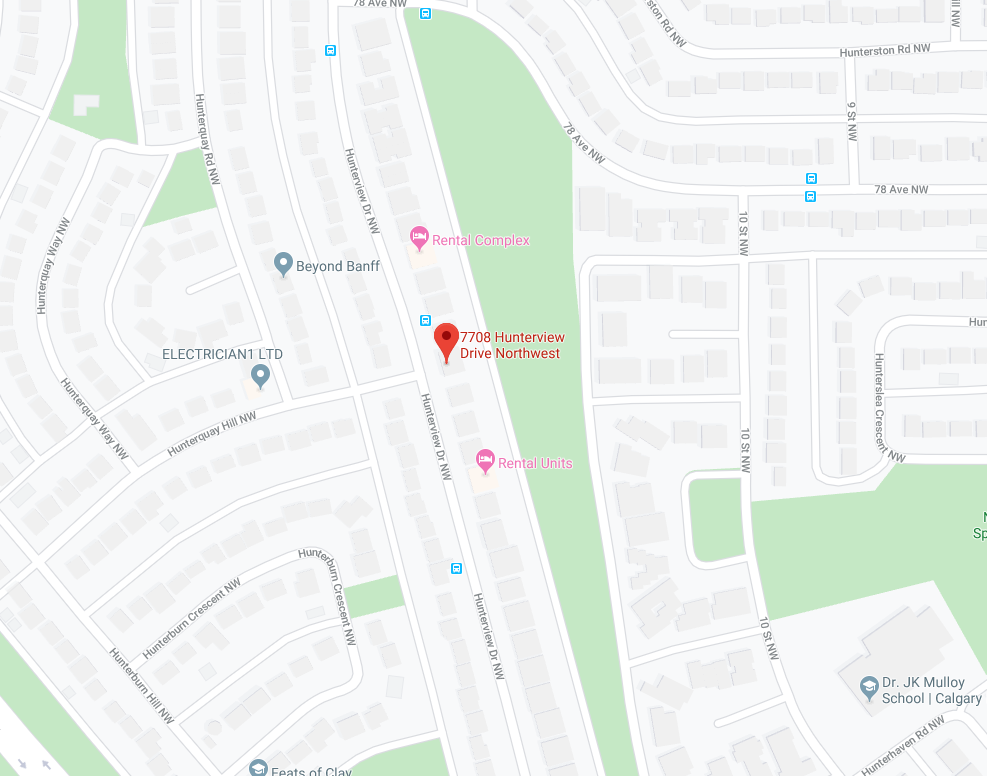 78 Ave NW
Hunterston Rd NW
9 St NW
78 Ave NW
78 Ave NW
Hunterquay Rd NW
Hunterview Dr NW
10 St NW
Hunterquay Way NW
Rental Complex
Beyond Banff
7708 Hunterview
Drive Northwest
ELECTRICIAN1 LTD
Hunterslea Crescent NW
Hunterquay Way NW
Hunterquay Hill NW
Hunterview Dr NW
10 St NW
Rental Units
Hunterburn Crescent NW
Hunterburn Crescent NW
Hunterview Dr NW
10 St NW
Hunterburn Hill NW
Dr. JK Mulloy
School | Calgary
Hunterhaven Rd NW
Feats of Clay